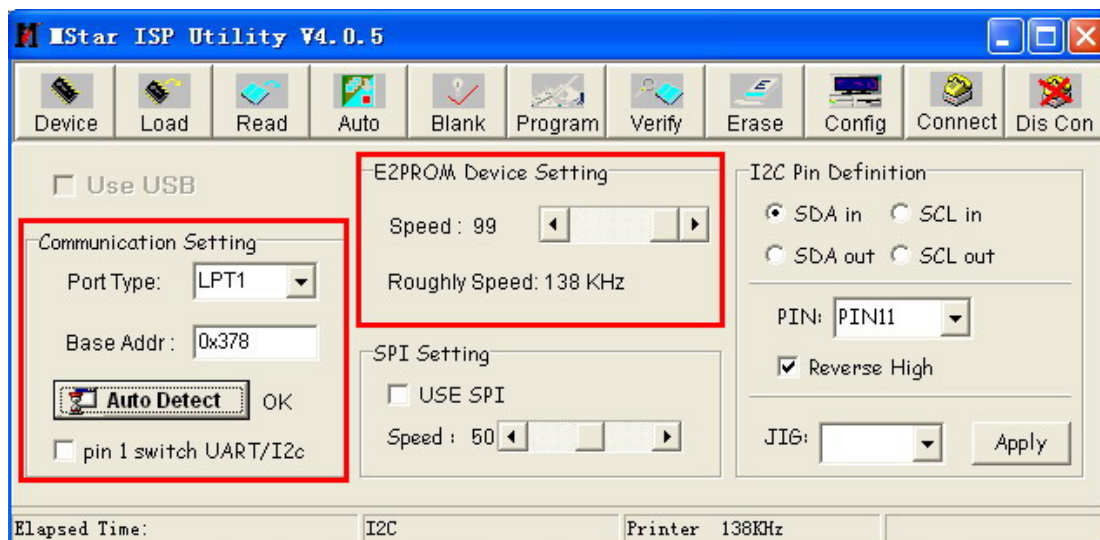 MStar ISP Utility V4.0.5
Device Load Read Auto Blank Program Verify Erase Config Connect Dis Con
Use USB
Communication Setting
Port Type: LPT1
Base Addr: 0x378
Auto Detect OK
pin 1 switch UART/I2c
E2PROM Device Setting
Speed: 99
Roughly Speed: 138 KHz
SPI Setting
USE SPI
Speed: 50
I2C Pin Definition
SDA in SCL in
SDA out SCL out
PIN: PIN11
Reverse High
JIG: Apply
Elapsed Time: I2C Printer 138KHz